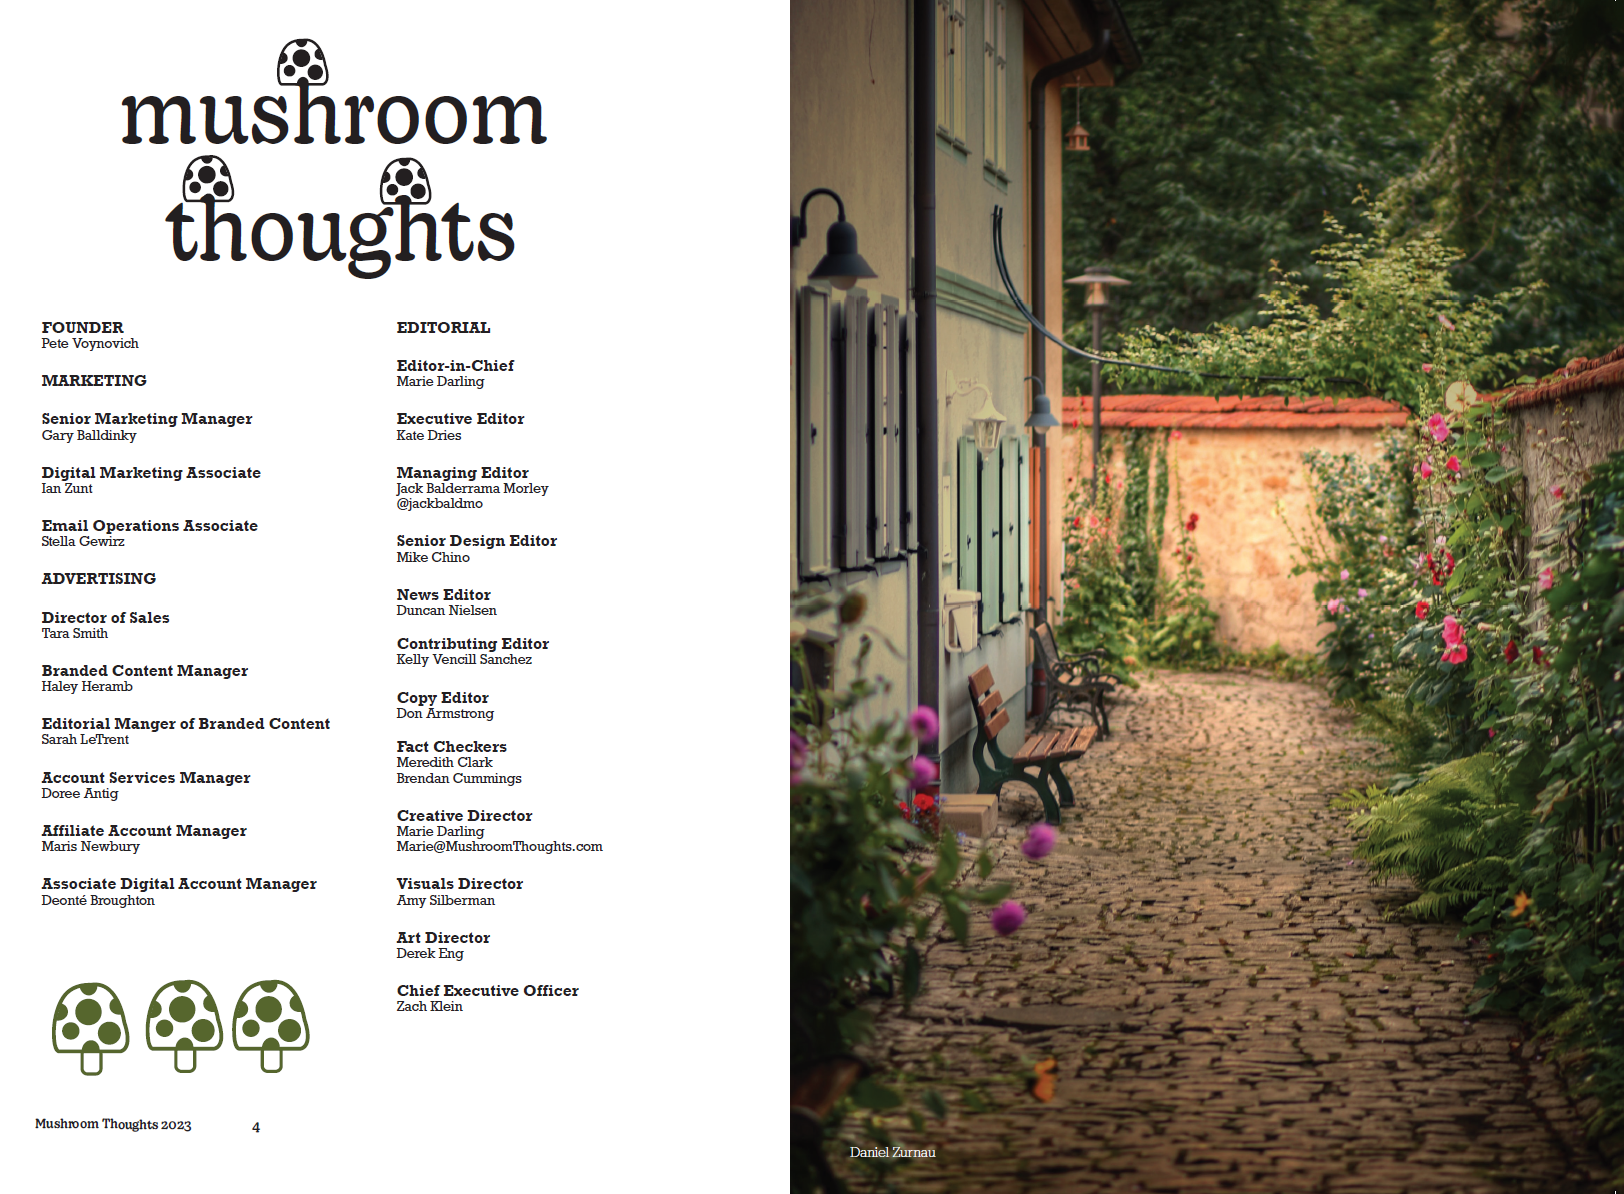 mushroom
thoughts
FOUNDER
Pete Voynovich
MARKETING
Senior Marketing Manager
Gary Balldinky
Digital Marketing Associate
Ian Zunt
Email Operations Associate
Stella Gewirz
ADVERTISING
Director of Sales
Tara Smith
Branded Content Manager
Haley Heramb
Editorial Manger of Branded Content
Sarah LeTrent
Account Services Manager
Doree Antig
Affiliate Account Manager
Maris Newbury
Associate Digital Account Manager
Deonté Broughton
EDITORIAL
Editor-in-Chief
Marie Darling
Executive Editor
Kate Dries
Managing Editor
Jack Balderrama Morley
@jackbaldmo
Senior Design Editor
Mike Chino
News Editor
Duncan Nielsen
Contributing Editor
Kelly Vencill Sanchez
Copy Editor
Don Armstrong
Fact Checkers
Meredith Clark
Brendan Cummings
Creative Director
Marie Darling
Marie@MushroomThoughts.com
Visuals Director
Amy Silberman
Art Director
Derek Eng
Chief Executive Officer
Zach Klein
Mushroom Thoughts 2023 4
Daniel Zurnau